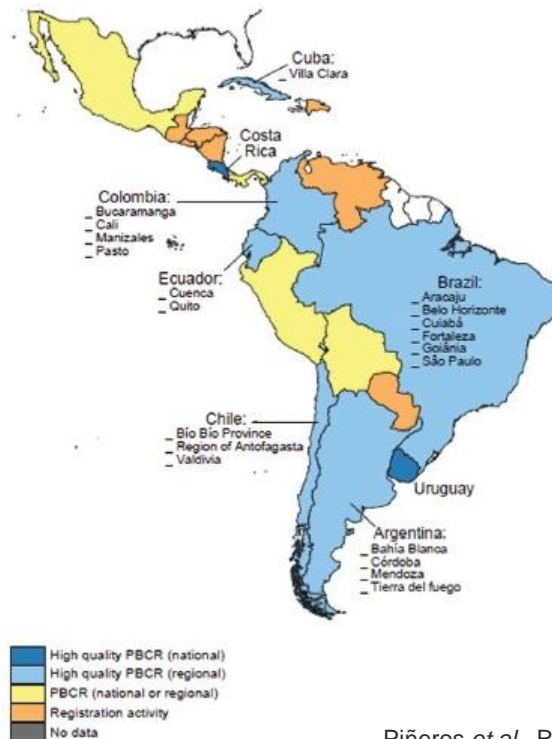 Cuba:
_ Villa Clara
Costa
Rica
Colombia:
_ Bucaramanga
_ Cali
_ Manizales
_ Pasto
Ecuador:
_ Cuenca
_ Quito
Brazil:
_ Aracaju
_ Belo Horizonte
_ Cuiabá
_ Fortaleza
_ Goiânia
_ São Paulo
Chile:
_ Bío Bío Province
_ Region of Antofagasta
_ Valdivia
Uruguay
Argentina:
_ Bahía Blanca
_ Córdoba
_ Mendoza
_ Tierra del fuego
High quality PBCR (national)
High quality PBCR (regional)
PBCR (national or regional)
Registration activity
No data
Piñeros et al., R